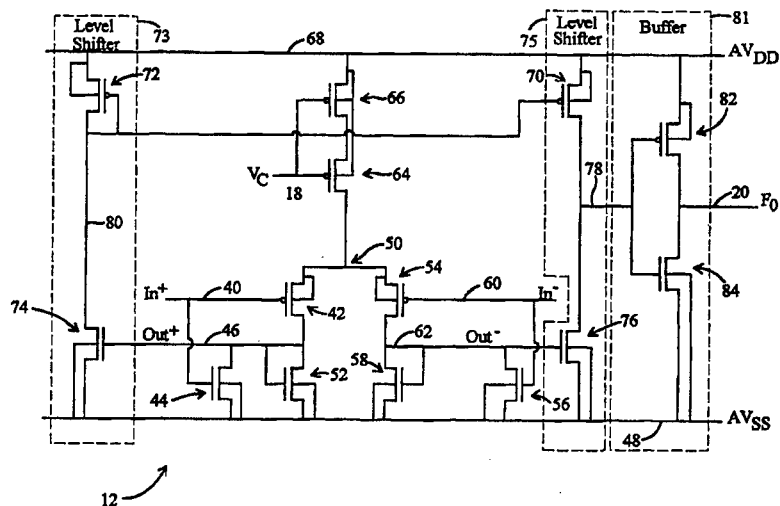 Level
Shifter
73
75
Level
Shifter
Buffer
81
68
AVDD
72
70
66
82
VC
18
64
78
20
F0
80
50
54
In+
40
42
60
In-
84
74
Out+
46
62
Out-
76
44
52
58
56
48
AVSS
12